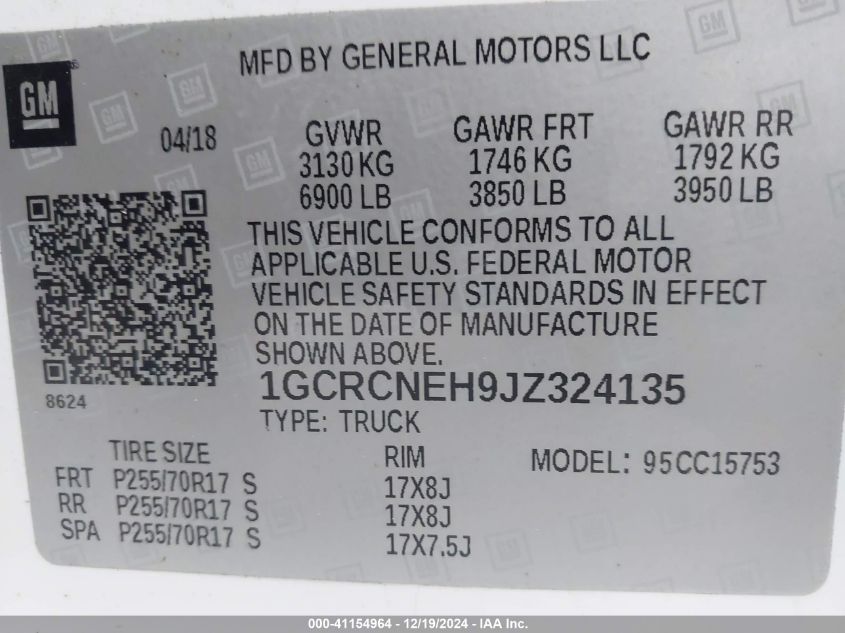 MFD BY GENERAL MOTORS LLC
GM
04/18
GVWR GAWR FRT GAWR RR
3130 KG 1746 KG 1792 KG
6900 LB 3850 LB 3950 LB
THIS VEHICLE CONFORMS TO ALL
APPLICABLE U.S. FEDERAL MOTOR
VEHICLE SAFETY STANDARDS IN EFFECT
ON THE DATE OF MANUFACTURE
SHOWN ABOVE.
8624
1GCRCNEH9JZ324135
TYPE: TRUCK
TIRE SIZE RIM MODEL: 95CC15753
FRT P255/70R17 S 17X8J
RR P255/70R17 S 17X8J
SPA P255/70R17 S 17X7.5J
000-41154964 - 12/19/2024 - IAA Inc.